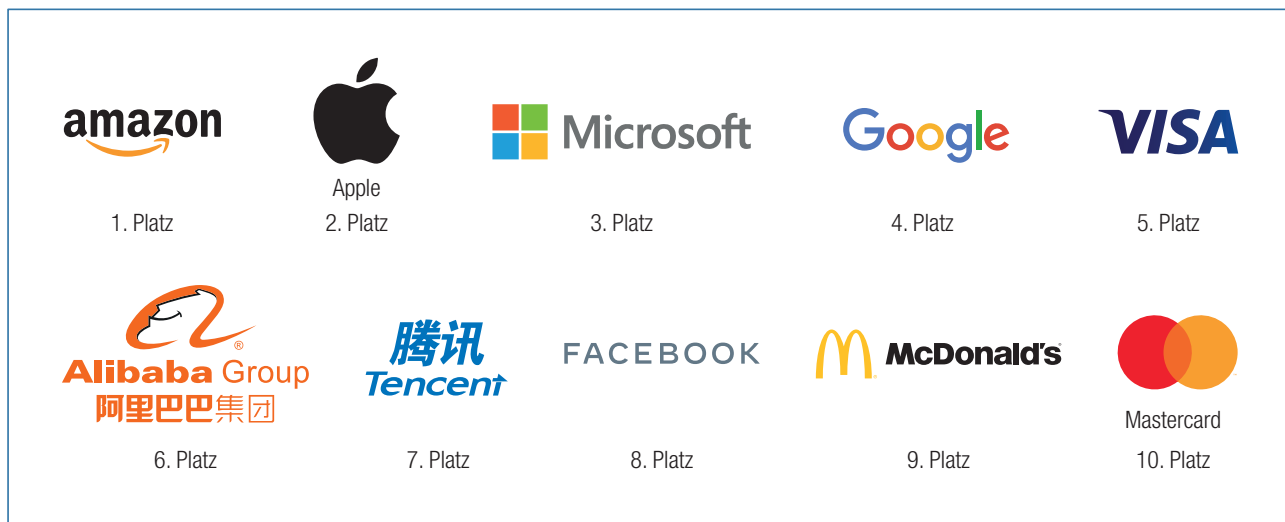 amazon
Apple
Microsoft
Google
VISA
1. Platz
2. Platz
3. Platz
4. Platz
5. Platz
Alibaba Group
阿里巴巴集团
®
腾讯
Tencent
FACEBOOK
McDonald's
Mastercard
6. Platz
7. Platz
8. Platz
9. Platz
10. Platz